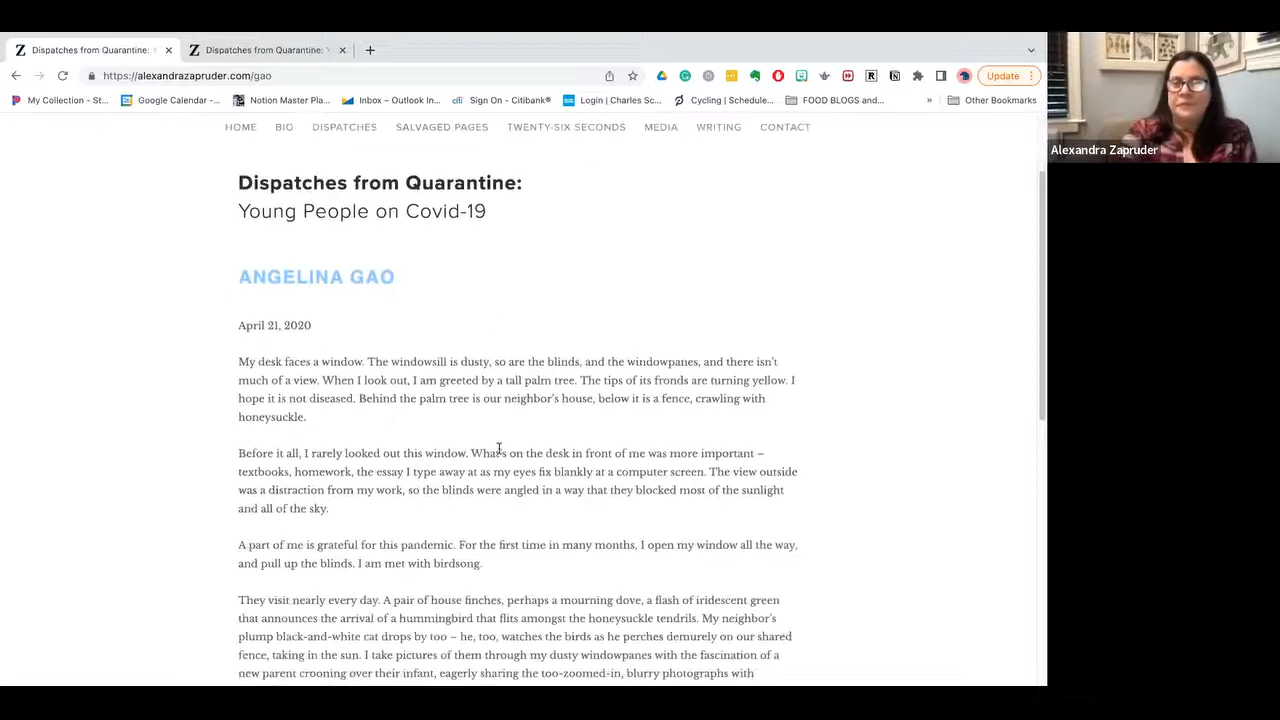 Dispatches from Quarantine: Y
Dispatches from Quarantine: 'Y
https://alexandrazapruder.com/gao
Update
My Collection - St...
Google Calendar -...
Notion Master Pla...
Inbox – Outlook In...
Sign On - Citibank®
Login | Charles Sc...
Cycling | Schedule...
FOOD BLOGS and...
»
Other Bookmarks
Alexandra Zapruder
HOME BIO DISPATCHES SALVAGED PAGES TWENTY-SIX SECONDS MEDIA WRITING CONTACT
Dispatches from Quarantine:
Young People on Covid-19
ANGELINA GAO
April 21, 2020
My desk faces a window. The windowsill is dusty, so are the blinds, and the windowpanes, and there isn't
much of a view. When I look out, I am greeted by a tall palm tree. The tips of its fronds are turning yellow. I
hope it is not diseased. Behind the palm tree is our neighbor's house, below it is a fence, crawling with
honeysuckle.
Before it all, I rarely looked out this window. What's on the desk in front of me was more important –
textbooks, homework, the essay I type away at as my eyes fix blankly at a computer screen. The view outside
was a distraction from my work, so the blinds were angled in a way that they blocked most of the sunlight
and all of the sky.
A part of me is grateful for this pandemic. For the first time in many months, I open my window all the way,
and pull up the blinds. I am met with birdsong.
They visit nearly every day. A pair of house finches, perhaps a mourning dove, a flash of iridescent green
that announces the arrival of a hummingbird that flits amongst the honeysuckle tendrils. My neighbor's
plump black-and-white cat drops by too – he, too, watches the birds as he perches demurely on our shared
fence, taking in the sun. I take pictures of them through my dusty windowpanes with the fascination of a
new parent crooning over their infant, eagerly sharing the too-zoomed-in, blurry photographs with